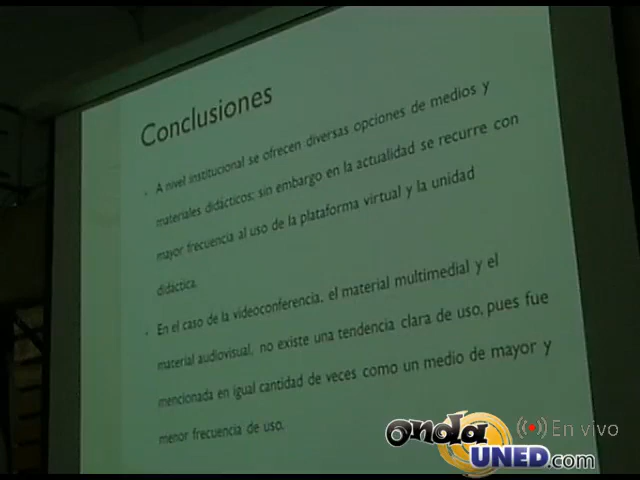 Conclusiones
• A nivel institucional se ofrecen diversas opciones de medios y
materiales didácticos; sin embargo en la actualidad se recurre con
mayor frecuencia al uso de la plataforma virtual y la unidad
didáctica.
• En el caso de la videoconferencia, el material multimedial y el
material audiovisual, no existe una tendencia clara de uso, pues fue
mencionada en igual cantidad de veces como un medio de mayor y
menor frecuencia de uso.
onda
UNED.com
En vivo